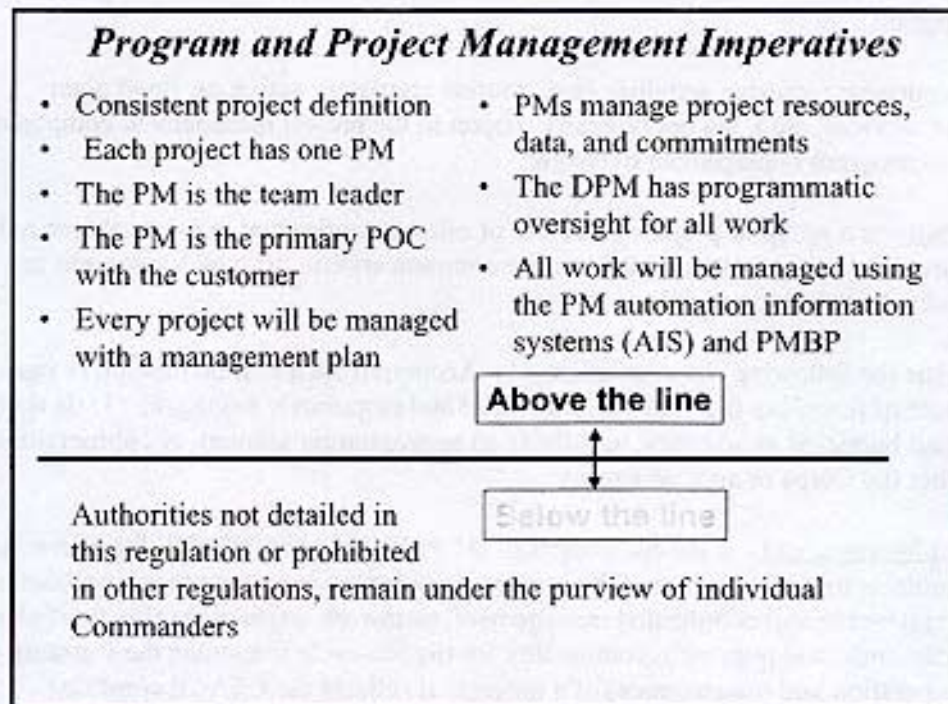 Program and Project Management Imperatives
• Consistent project definition
• Each project has one PM
• The PM is the team leader
• The PM is the primary POC
with the customer
• Every project will be managed
with a management plan
• PMs manage project resources,
data, and commitments
• The DPM has programmatic
oversight for all work
• All work will be managed using
the PM automation information
systems (AIS) and PMBP
Above the line
Below the line
Authorities not detailed in
this regulation or prohibited
in other regulations, remain under the purview of individual
Commanders